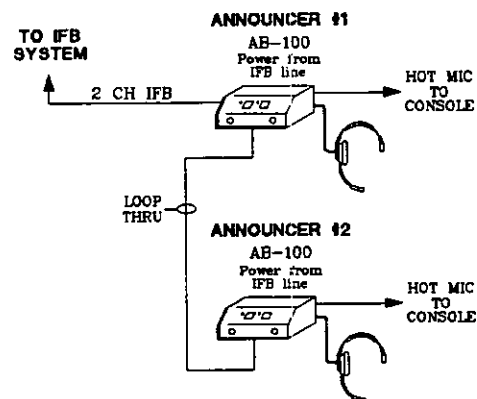 ANNOUNCER #1
TO IFB
SYSTEM
AB-100
Power from
IFB line
2 CH IFB
HOT MIC
TO
CONSOLE
LOOP
THRU
ANNOUNCER #2
AB-100
Power from
IFB line
HOT MIC
TO
CONSOLE